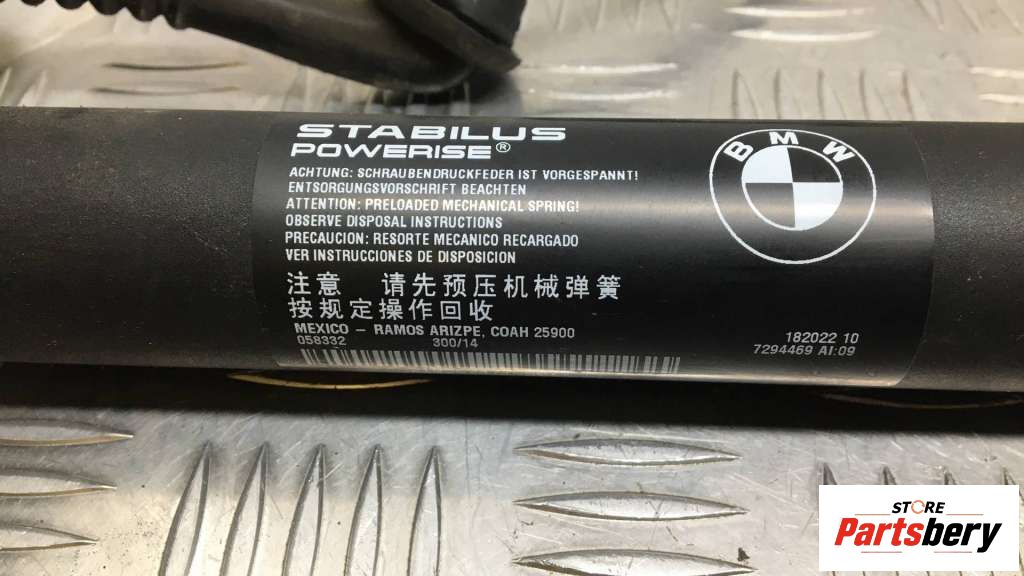 STABILUS
POWERISE®
ACHTUNG: SCHRAUBENDRUCKFEDER IST VORGESPANNT!
ENTSORGUNGSVORSCHRIFT BEACHTEN
ATTENTION: PRELOADED MECHANICAL SPRING!
OBSERVE DISPOSAL INSTRUCTIONS
PRECAUCION: RESORTE MECANICO RECARGADO
VER INSTRUCCIONES DE DISPOSICION
注意 请先预压机械弹簧
按规定操作回收
MEXICO - RAMOS ARIZPE, COAH 25900
058332 300/14
BMW
182022 10
7294469 AI:09
STORE
Partsbery